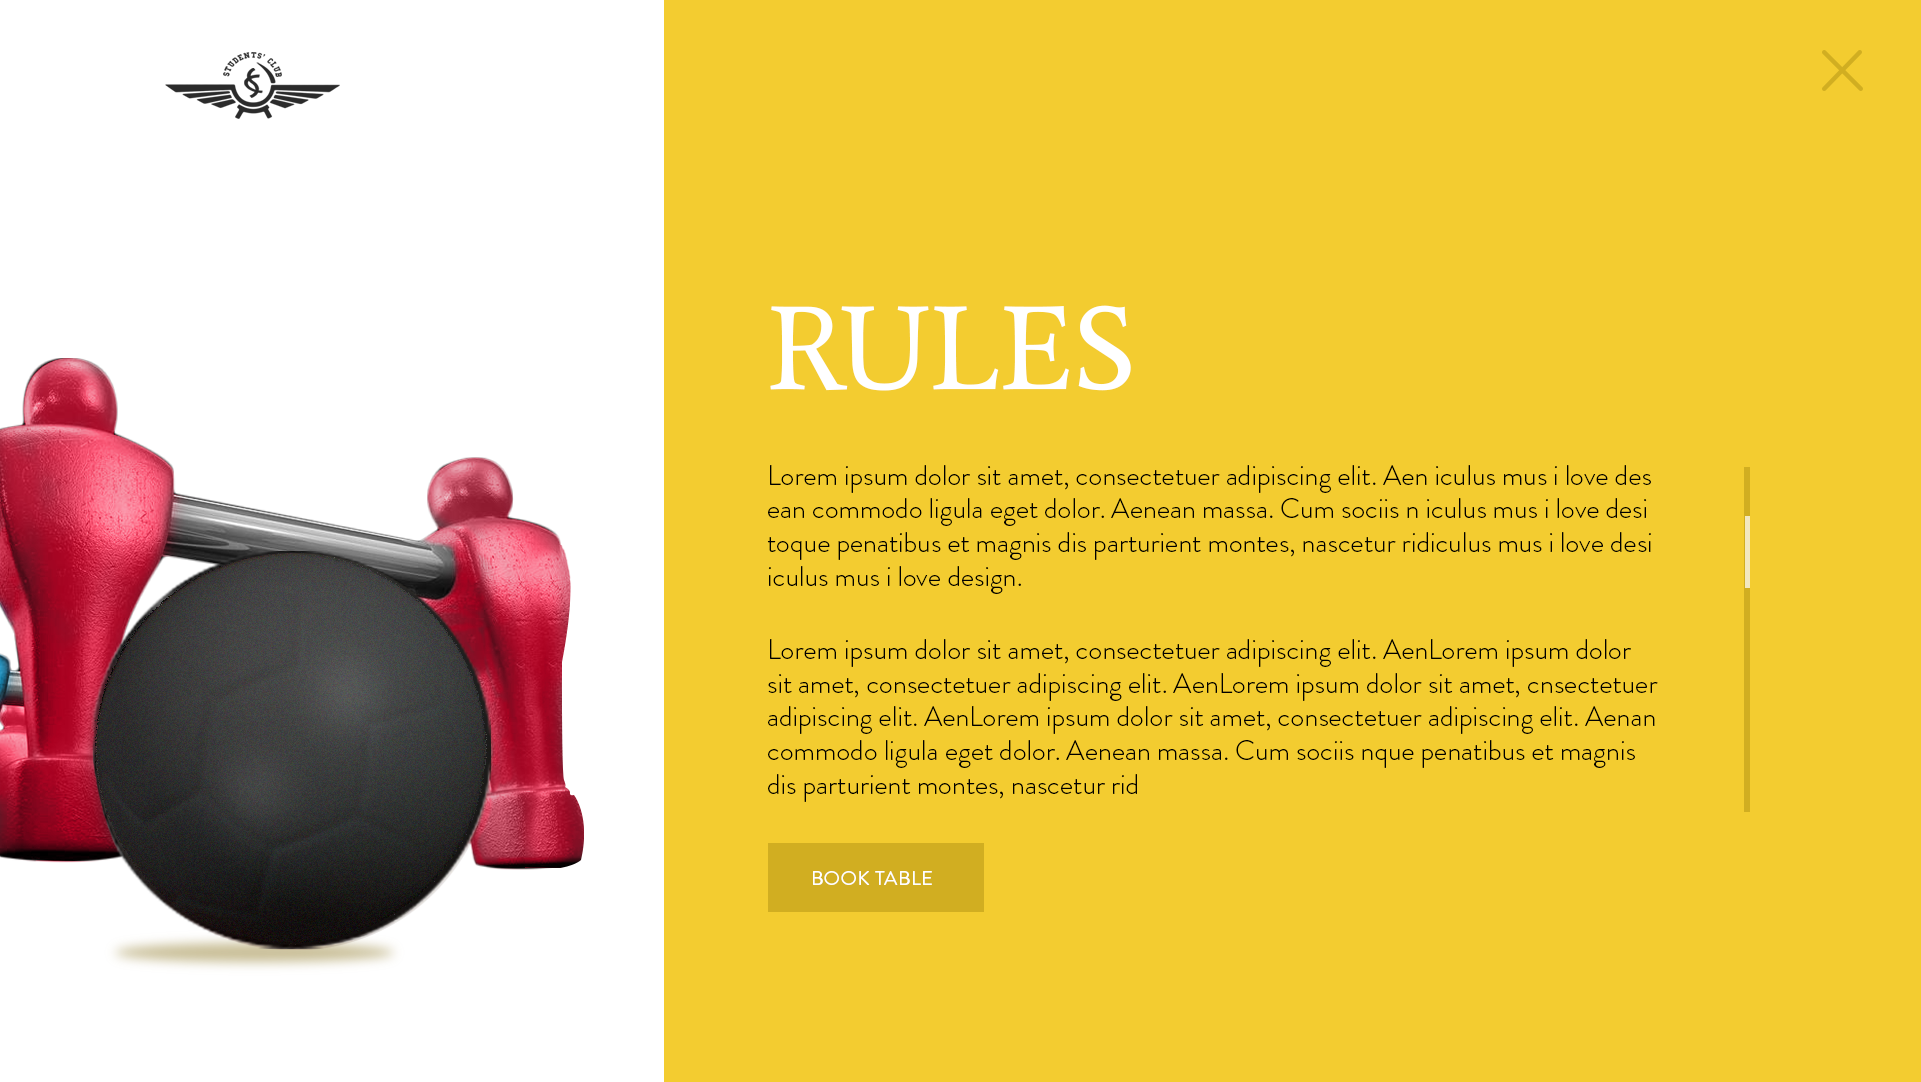 STUDENTS' CLUB
RULES
Lorem ipsum dolor sit amet, consectetuer adipiscing elit. Aen iculus mus i love des
ean commodo ligula eget dolor. Aenean massa. Cum sociis n iculus mus i love desi
toque penatibus et magnis dis parturient montes, nascetur ridiculus mus i love desi
iculus mus i love design.
Lorem ipsum dolor sit amet, consectetuer adipiscing elit. AenLorem ipsum dolor
sit amet, consectetuer adipiscing elit. AenLorem ipsum dolor sit amet, cnsectetuer
adipiscing elit. AenLorem ipsum dolor sit amet, consectetuer adipiscing elit. Aenan
commodo ligula eget dolor. Aenean massa. Cum sociis nque penatibus et magnis
dis parturient montes, nascetur rid
BOOK TABLE